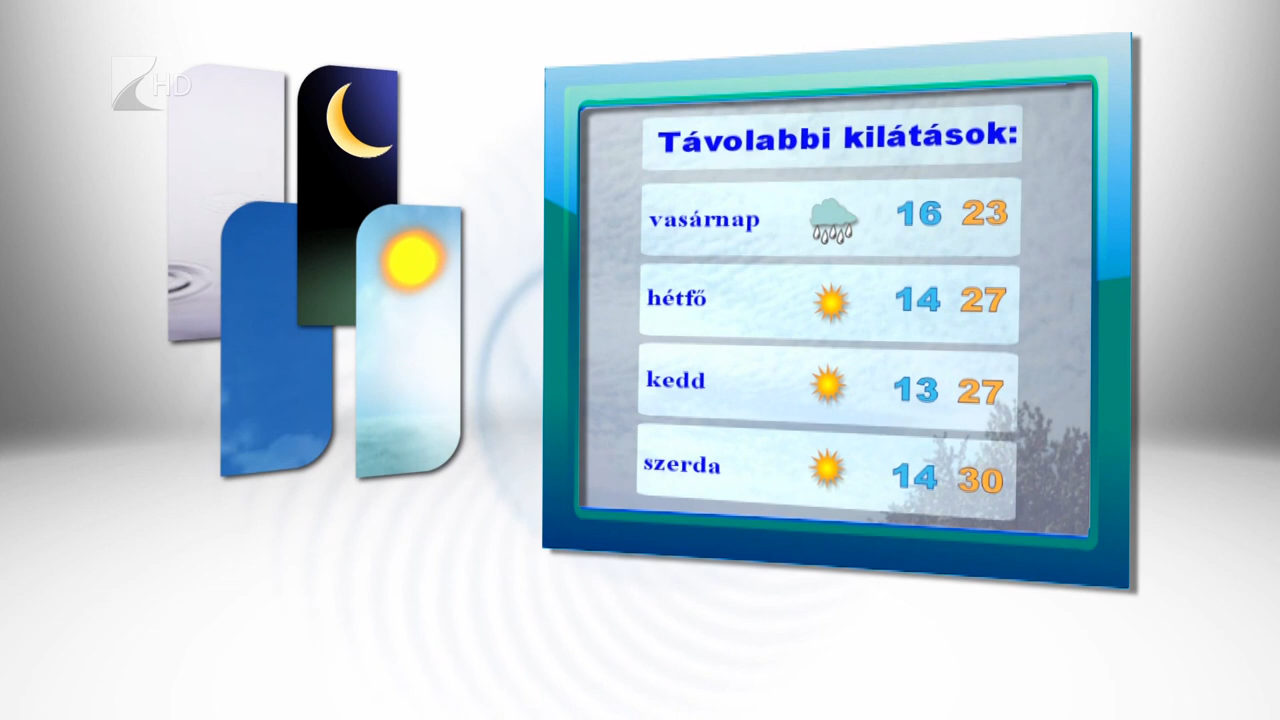 HD
Távolabbi kilátások:
vasárnap 16 23
hétfő 14 27
kedd 13 27
szerda 14 30